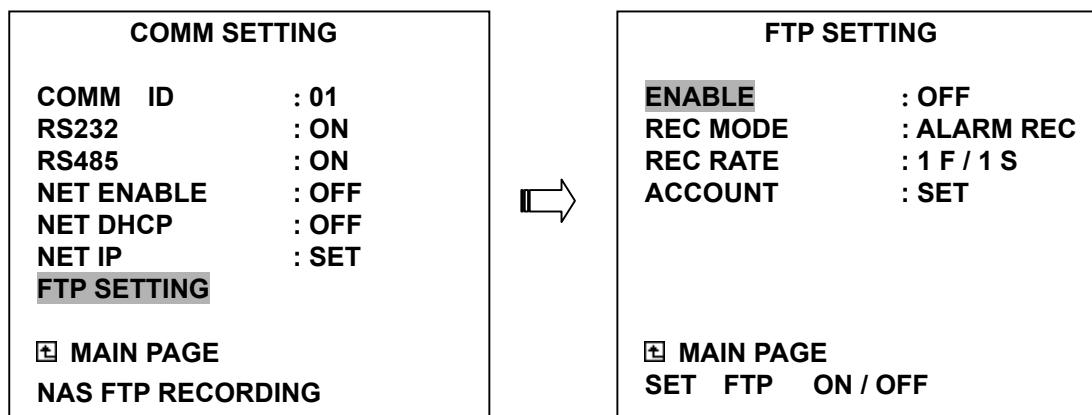 COMM SETTING
COMM ID : 01
RS232 : ON
RS485 : ON
NET ENABLE : OFF
NET DHCP : OFF
NET IP : SET
FTP SETTING
MAIN PAGE
NAS FTP RECORDING
FTP SETTING
ENABLE : OFF
REC MODE : ALARM REC
REC RATE : 1 F / 1 S
ACCOUNT : SET
MAIN PAGE
SET FTP ON / OFF